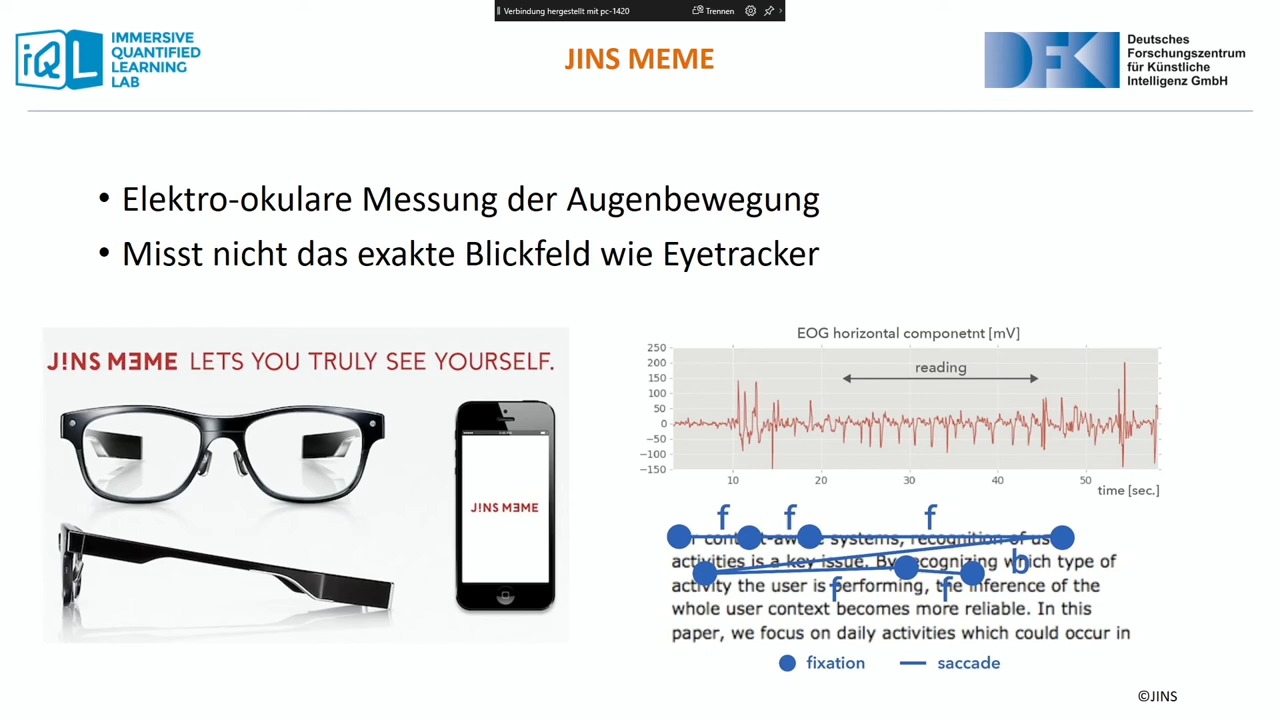 Verbindung hergestellt mit pc-1420
Trennen
iQL
IMMERSIVE
QUANTIFIED
LEARNING
LAB
JINS MEME
DFKI
Deutsches
Forschungszentrum
für Künstliche
Intelligenz GmbH
• Elektro-okulare Messung der Augenbewegung
• Misst nicht das exakte Blickfeld wie Eyetracker
J!NS MEME LETS YOU TRULY SEE YOURSELF.
J!NS MEME
EOG horizontal componetnt [mV]
250
200
150
100
50
0
−50
−100
−150
reading
10
20
30
40
50
time [sec.]
f f f
systems, recognition of us
activities is a key issue. By recognizing which type of
b
activity the user is performing, the inference of the
f f
whole user context becomes more reliable. In this
paper, we focus on daily activities which could occur in
fixation
saccade
©JINS